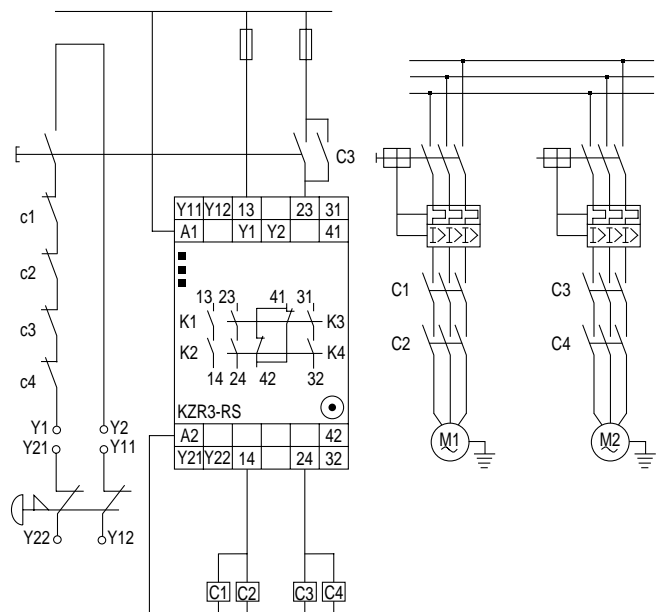 C3
c1
c2
c3
c4
Y1 Y2
Y21 Y11
Y22 Y12
Y11 Y12 13 23 31
A1 Y1 Y2 41
13 23 41 31
K1 K3
K2 K4
14 24 42 32
KZR3-RS
A2 42
Y21 Y22 14 24 32
C1 C2 C3 C4
I> I> I> I> I> I>
C1 C3
C2 C4
M1 M2